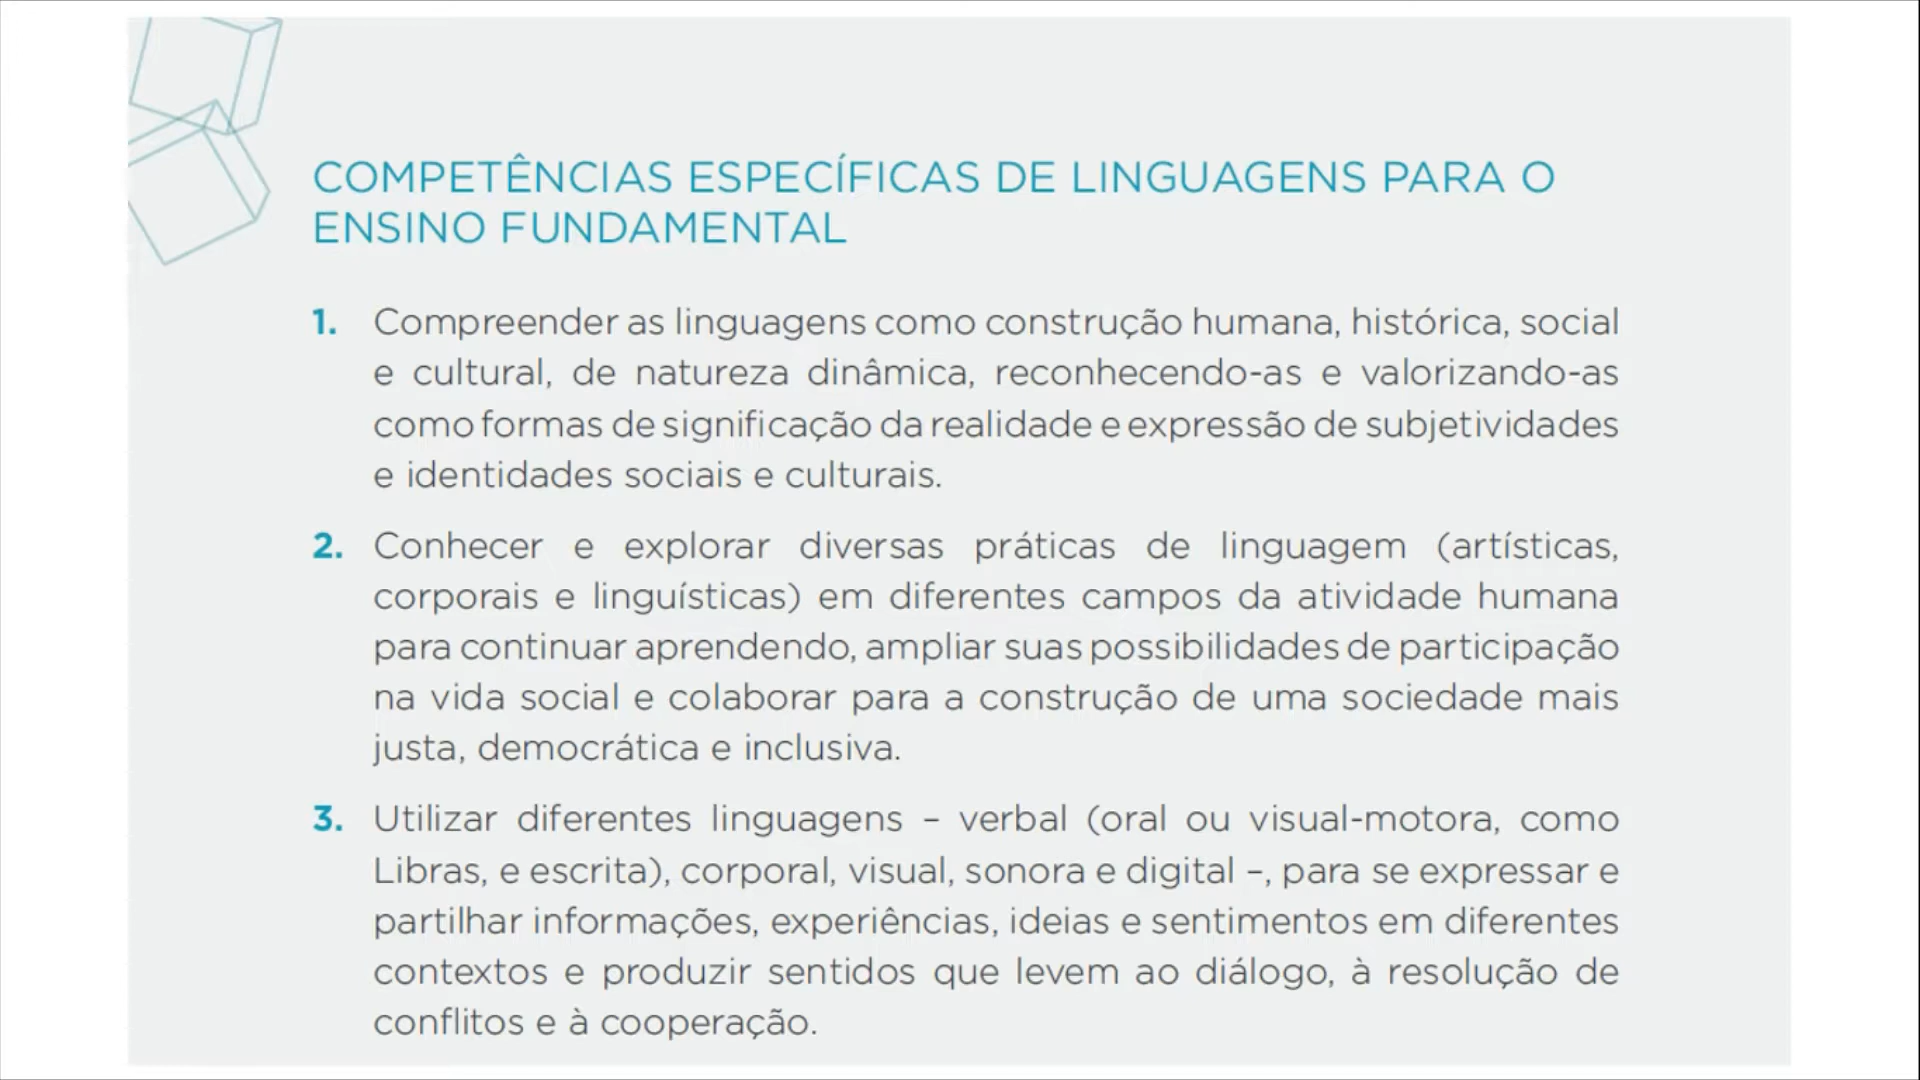 COMPETÊNCIAS ESPECÍFICAS DE LINGUAGENS PARA O
ENSINO FUNDAMENTAL
1. Compreender as linguagens como construção humana, histórica, social
e cultural, de natureza dinâmica, reconhecendo-as e valorizando-as
como formas de significação da realidade e expressão de subjetividades
e identidades sociais e culturais.
2. Conhecer e explorar diversas práticas de linguagem (artísticas,
corporais e linguísticas) em diferentes campos da atividade humana
para continuar aprendendo, ampliar suas possibilidades de participação
na vida social e colaborar para a construção de uma sociedade mais
justa, democrática e inclusiva.
3. Utilizar diferentes linguagens – verbal (oral ou visual-motora, como
Libras, e escrita), corporal, visual, sonora e digital –, para se expressar e
partilhar informações, experiências, ideias e sentimentos em diferentes
contextos e produzir sentidos que levem ao diálogo, à resolução de
conflitos e à cooperação.